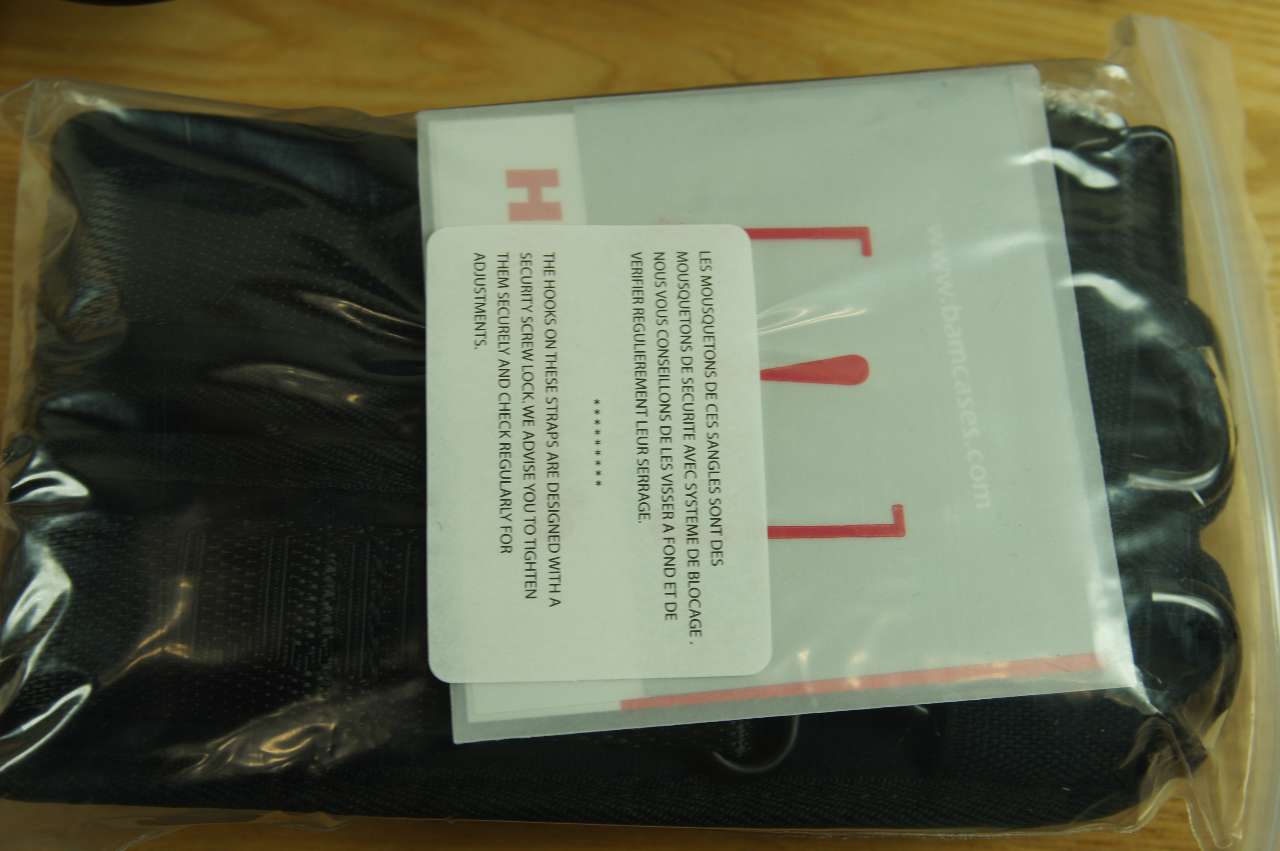 LES MOUSQUETONS DE CES SANGLES SONT DES
MOUSQUETONS DE SECURITE AVEC SYSTEME DE BLOCAGE .
NOUS VOUS CONSEILLONS DE LES VISSER A FOND ET DE
VERIFIER REGULIEREMENT LEUR SERRAGE.
*********
THE HOOKS ON THESE STRAPS ARE DESIGNED WITH A
SECURITY SCREW LOCK. WE ADVISE YOU TO TIGHTEN
THEM SECURELY AND CHECK REGULARLY FOR
ADJUSTMENTS.
www.bamcases.com
H